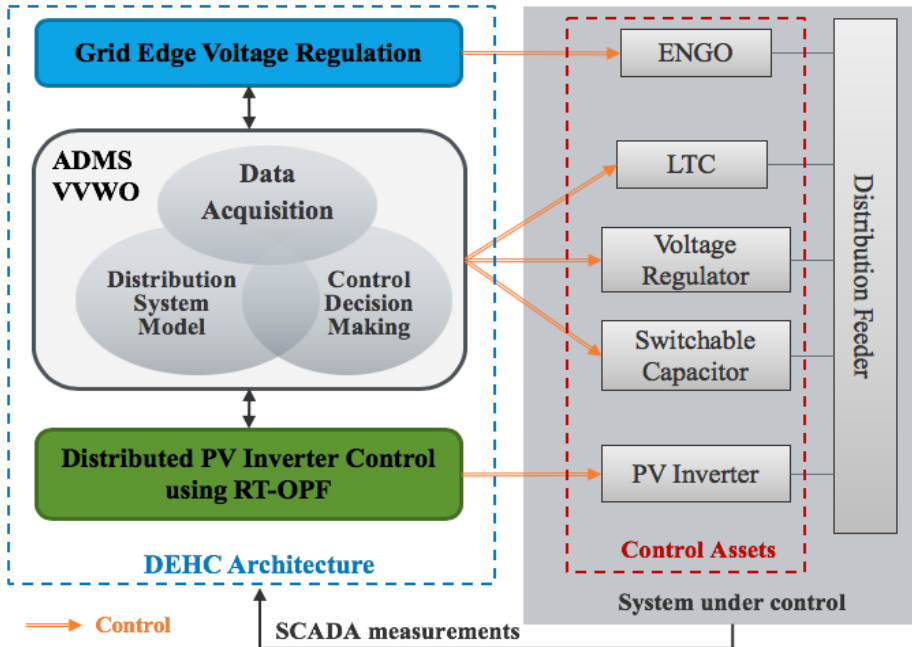 Grid Edge Voltage Regulation
ADMS
VVWO
Data
Acquisition
Distribution
System
Model
Control
Decision
Making
Distributed PV Inverter Control
using RT-OPF
DEHC Architecture
Control
SCADA measurements
ENGO
LTC
Voltage
Regulator
Switchable
Capacitor
PV Inverter
Control Assets
Distribution Feeder
System under control